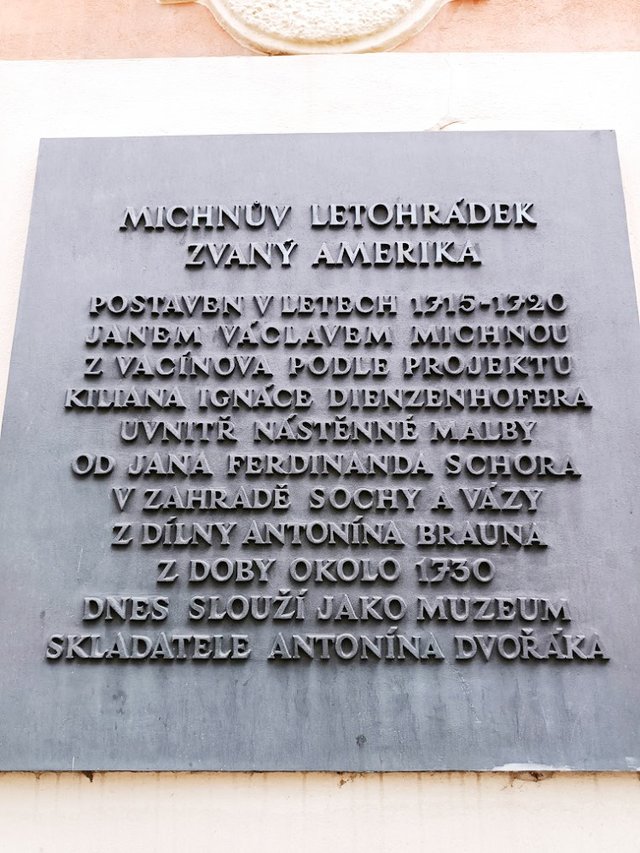 MICHNŮV LETOHRÁDEK
ZVANÝ AMERIKA
POSTAVEN V LETECH 1715-1720
JANEM VÁCLAVEM MICHNOU
Z VACÍNOVA PODLE PROJEKTU
KILIANA IGNÁCE DIENZENHOFERA
UVNITŘ NÁSTĚNNÉ MALBY
OD JANA FERDINANDA SCHORA
V ZAHRADĚ SOCHY A VÁZY
Z DÍLNY ANTONÍNA BRAUNA
Z DOBY OKOLO 1730
DNES SLOUŽÍ JAKO MUZEUM
SKLADATELE ANTONÍNA DVOŘÁKA